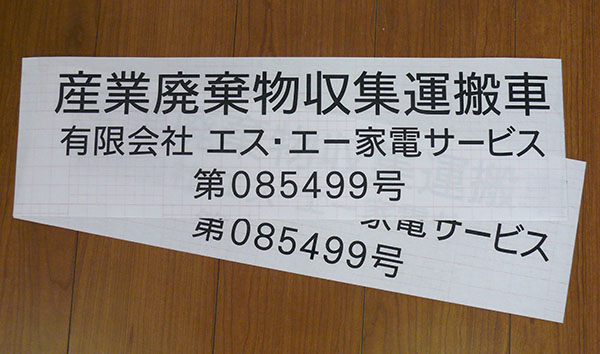 産業廃棄物収集運搬車
有限会社 エス・エー家電サービス
第085499号
家電サービス
第085499号